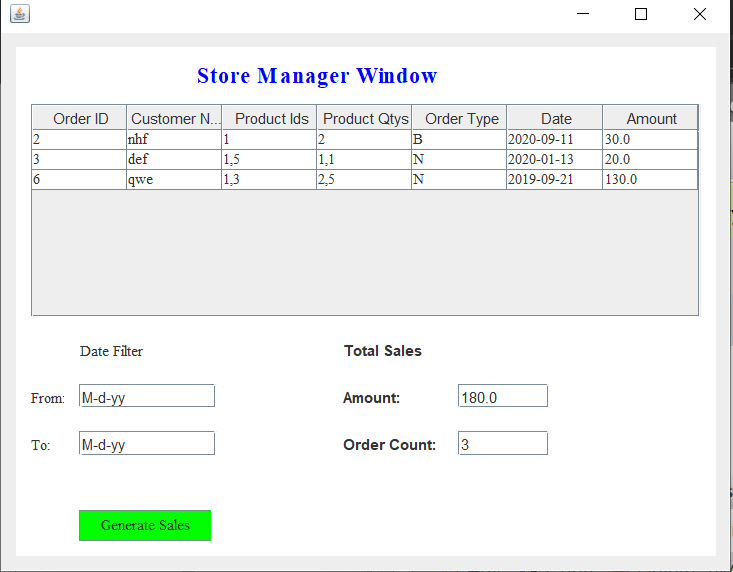 Store Manager Window
Order ID Customer N... Product Ids Product Qtys Order Type Date Amount
2 nhf 1 2 B 2020-09-11 30.0
3 def 1,5 1,1 N 2020-01-13 20.0
6 qwe 1,3 2,5 N 2019-09-21 130.0
Date Filter Total Sales
From: M-d-yy Amount: 180.0
To: M-d-yy Order Count: 3
Generate Sales